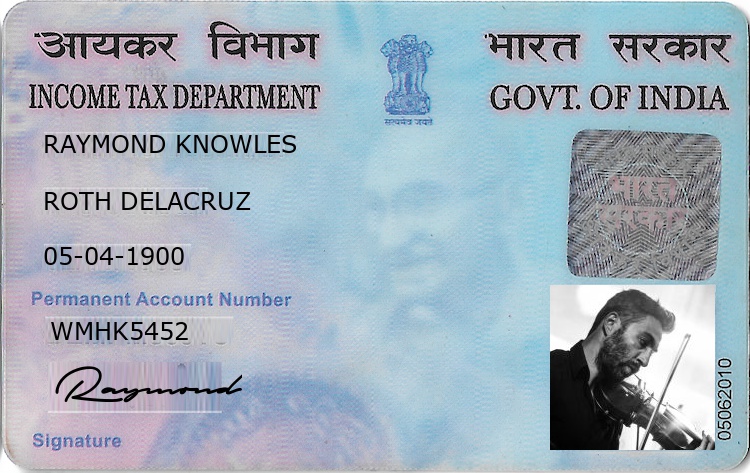 आयकर विभाग
भारत सरकार
INCOME TAX DEPARTMENT
GOVT. OF INDIA
सत्यमेव जयते
RAYMOND KNOWLES
ROTH DELACRUZ
05-04-1900
भारत
सरकार
Permanent Account Number
WMHK5452
Raymond
Signature
05062010